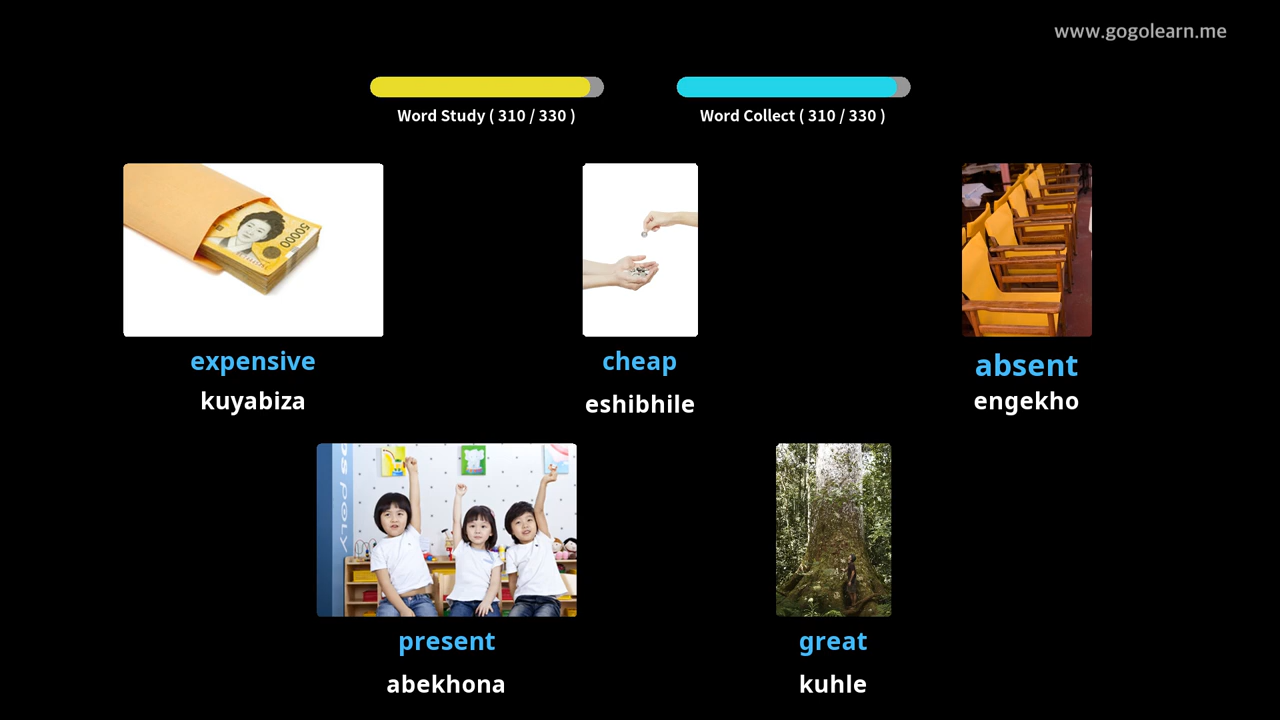 www.gogolearn.me
Word Study ( 310 / 330 )
Word Collect ( 310 / 330 )
50000
expensive
kuyabiza
cheap
eshibhile
absent
engekho
present
abekhona
great
kuhle